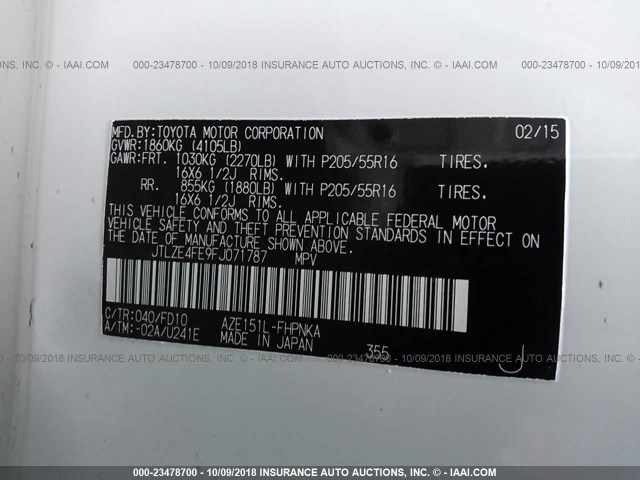 000-23478700 - 10/09/2018 INSURANCE AUTO AUCTIONS, INC. - IAAI.COM
MFD.BY:TOYOTA MOTOR CORPORATION 02/15
GVWR:1860KG (4105LB)
GAWR:FRT. 1030KG (2270LB) WITH P205/55R16 TIRES.
16X6 1/2J RIMS.
RR. 855KG (1880LB) WITH P205/55R16 TIRES.
16X6 1/2J RIMS.
THIS VEHICLE CONFORMS TO ALL APPLICABLE FEDERAL MOTOR
VEHICLE SAFETY AND THEFT PREVENTION STANDARDS IN EFFECT ON
THE DATE OF MANUFACTURE SHOWN ABOVE.
JTLZE4FE9FJ071787 MPV
C/TR:040/FD10 AZE151L-FHPNKA
A/TM:-02A/U241E MADE IN JAPAN 355 J
000-23478700 - 10/09/2018 INSURANCE AUTO AUCTIONS, INC. - IAAI.COM
000-23478700 - 10/09/2018 INSURANCE AUTO AUCTIONS, INC. - IAAI.COM